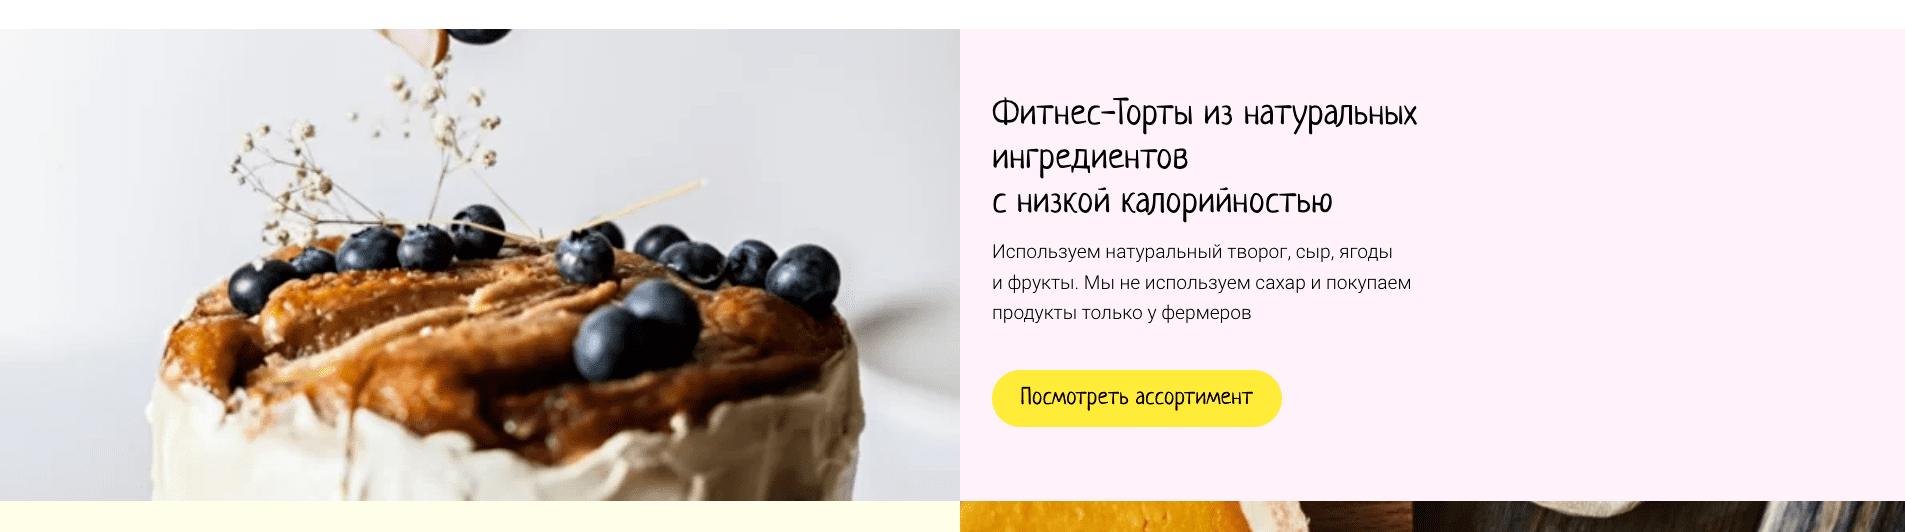 Фитнес-Торты из натуральных
ингредиентов
с низкой калорийностью
Используем натуральный творог, сыр, ягоды
и фрукты. Мы не используем сахар и покупаем
продукты только у фермеров
Посмотреть ассортимент